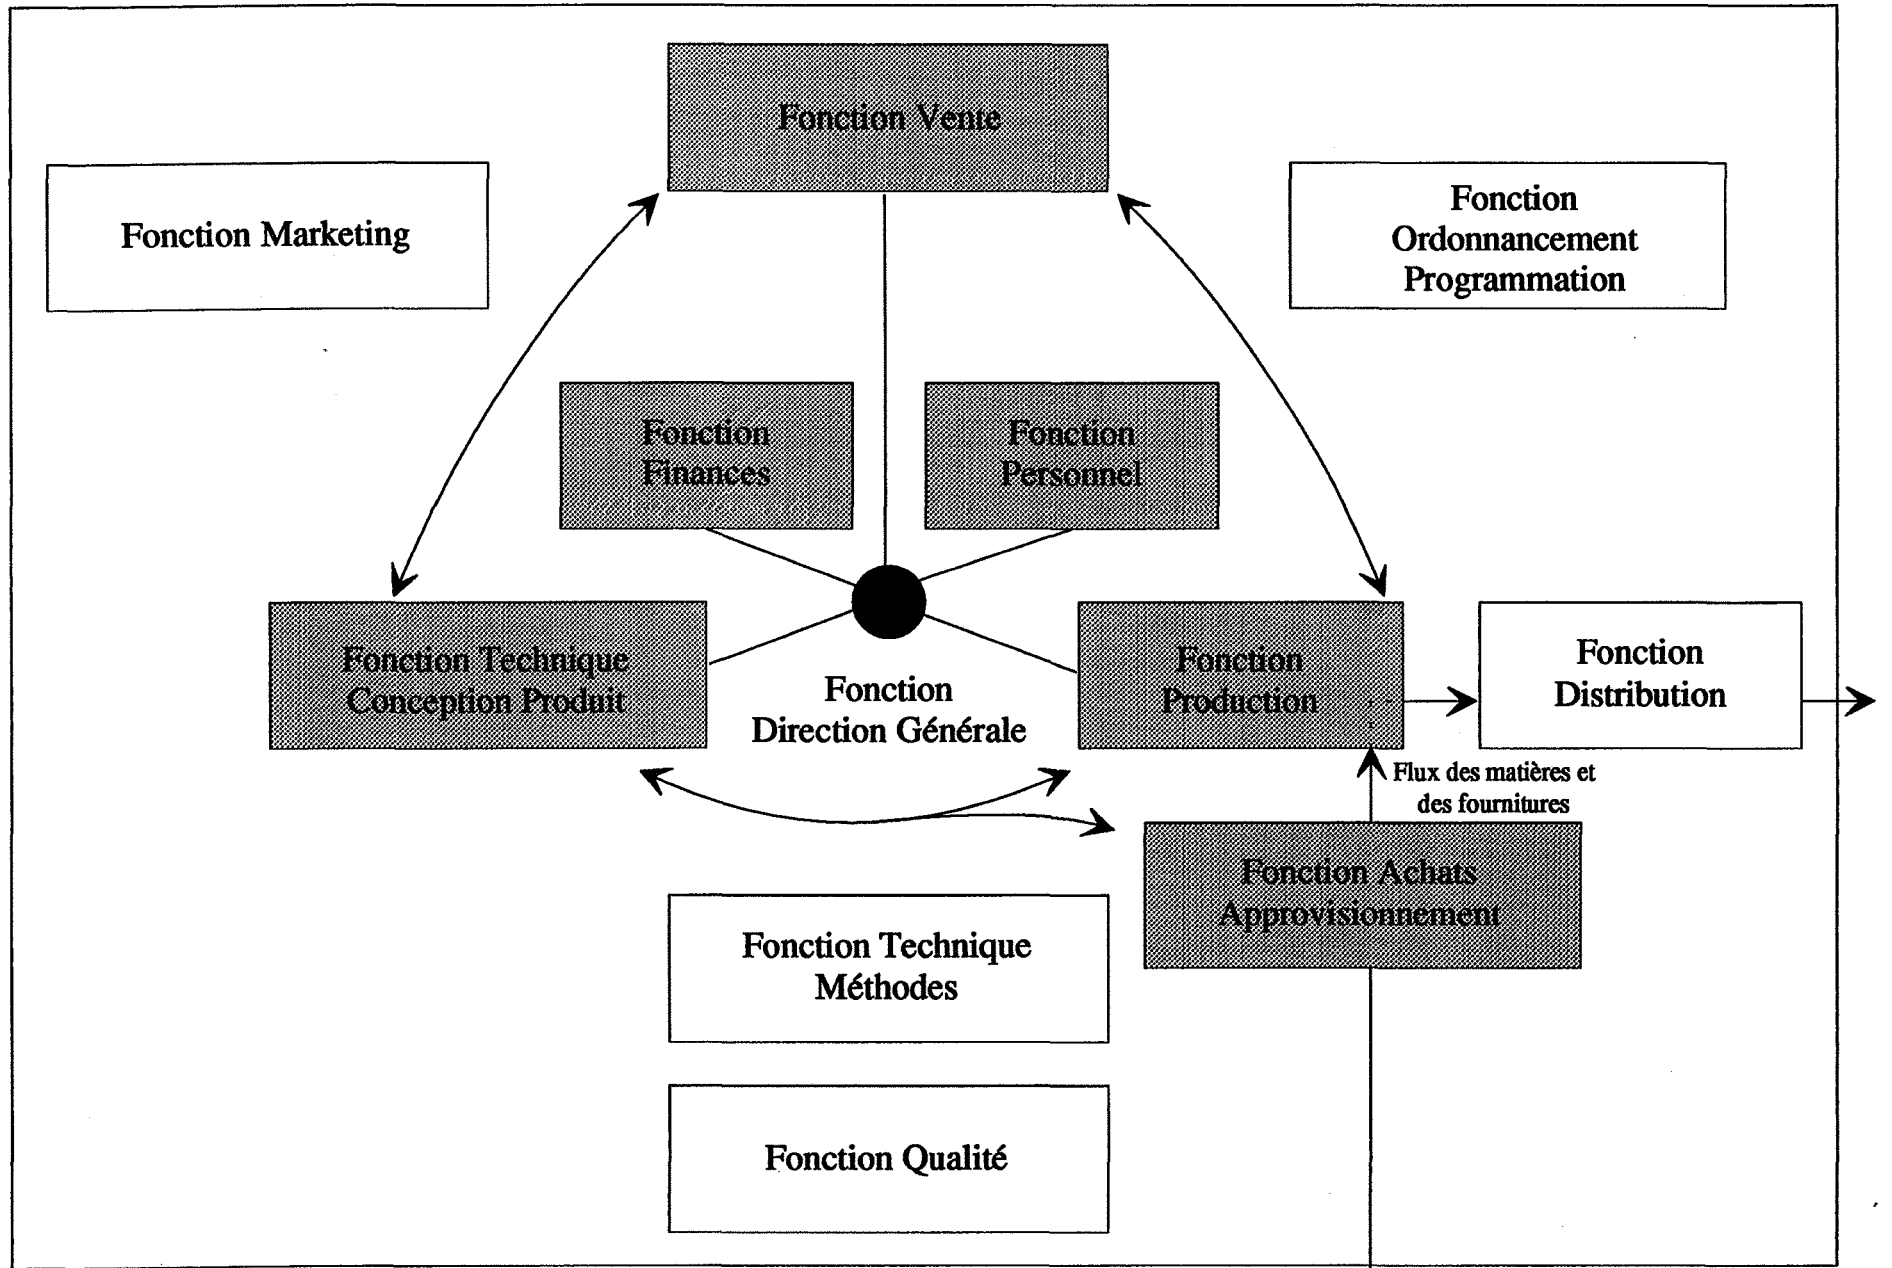 Fonction Vente
Fonction Marketing
Fonction
Ordonnancement
Programmation
Fonction
Finances
Fonction
Personnel
Fonction Technique
Conception Produit
Fonction
Direction Générale
Fonction
Production
Fonction
Distribution
Flux des matières et
des fournitures
Fonction Achats
Approvisionnement
Fonction Technique
Méthodes
Fonction Qualité